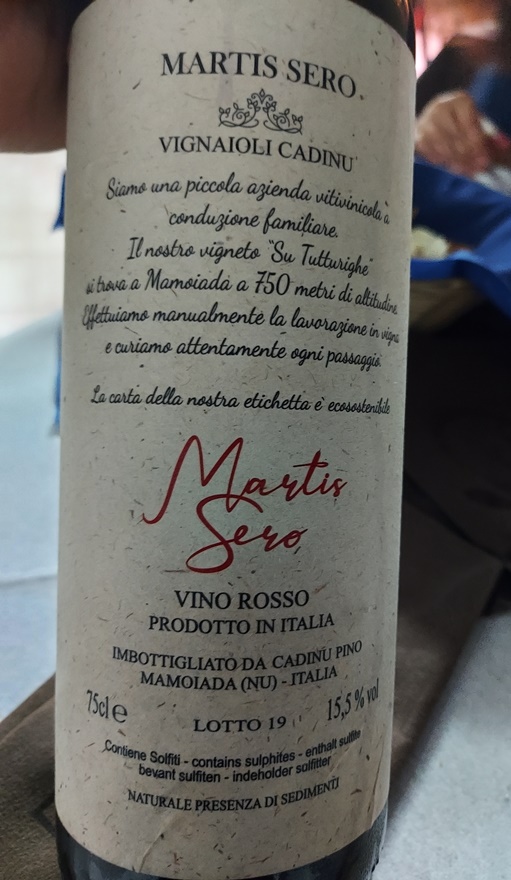 MARTIS SERO
VIGNAIOLI CADINU
Siamo una piccola azienda vitivinicola a
conduzione familiare.
Il nostro vigneto "Su Tutturighe"
si trova a Mamoiada a 750 metri di altitudine.
Effettuiamo manualmente la lavorazione in vigna
e curiamo attentamente ogni passaggio.
La carta della nostra etichetta è ecosostenibile
Martis
Sero
VINO ROSSO
PRODOTTO IN ITALIA
IMBOTTIGLIATO DA CADINU PINO
MAMOIADA (NU) - ITALIA
75cl e LOTTO 19 15,5 % vol
Contiene Solfiti - contains sulphites - enthalt sulfite
bevant sulfiten - indeholder sulfitter
NATURALE PRESENZA DI SEDIMENTI